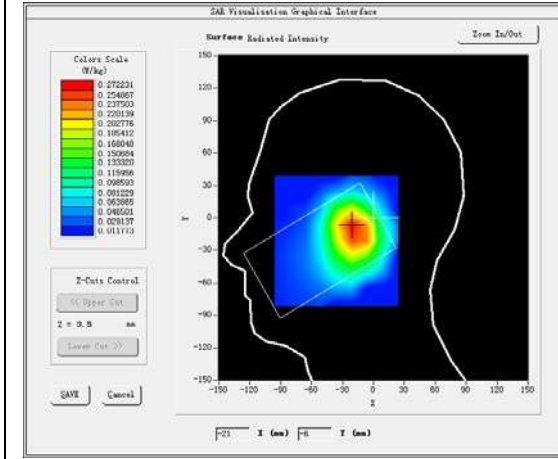 SAR Visualisation Graphical Interface
Surface Radiated Intensity
Zoom In/Out
Colors Scale
(W/kg)
0.272231
0.254867
0.237503
0.220139
0.202776
0.185412
0.168048
0.150684
0.133320
0.115956
0.098593
0.081229
0.063865
0.046501
0.029137
0.011773
150
120
90
60
30
0
-30
-60
-90
-120
-150
Y
-150 -120 -90 -60 -30 0 30 60 90 120 150
X
Z-Cuts Control
<< Upper Cut
Z = 3.5 mm
Lower Cut >>
SAVE Cancel
-21 X (mm) -6 Y (mm)